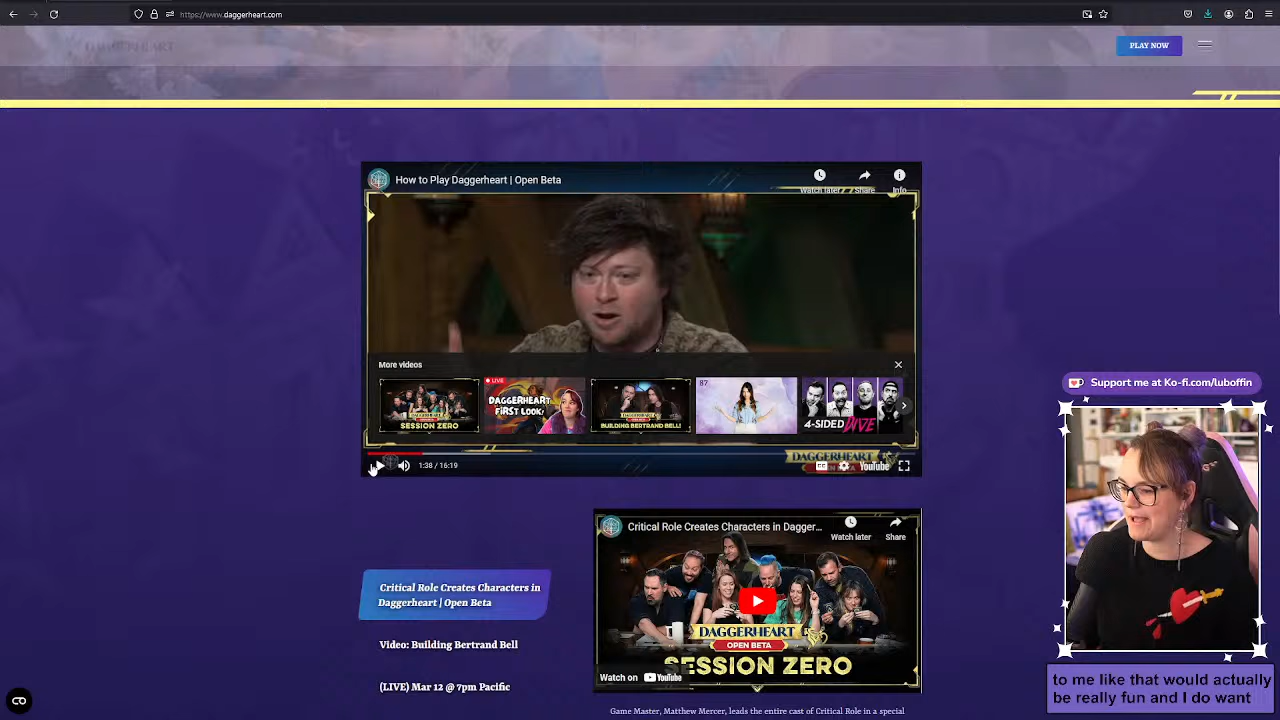 https://www.daggerheart.com
DAGGERHEART
PLAY NOW
How to Play Daggerheart | Open Beta
Watch later
Share
Info
More videos
SESSION ZERO
LIVE
DAGGERHEART
FIRST LOOK!
BUILDING BERTRAND BELL!
87
4-SIDED DIVE
1:38 / 16:19
DAGGERHEART
CC
YouTube
Support me at Ko-fi.com/luboffin
Critical Role Creates Characters in Dagger...
Watch later
Share
Critical Role Creates Characters in
Daggerheart | Open Beta
DAGGERHEART
OPEN BETA
SESSION ZERO
Video: Building Bertrand Bell
Watch on YouTube
(LIVE) Mar 12 @ 7pm Pacific
to me like that would actually
be really fun and I do want
Game Master, Matthew Mercer, leads the entire cast of Critical Role in a special